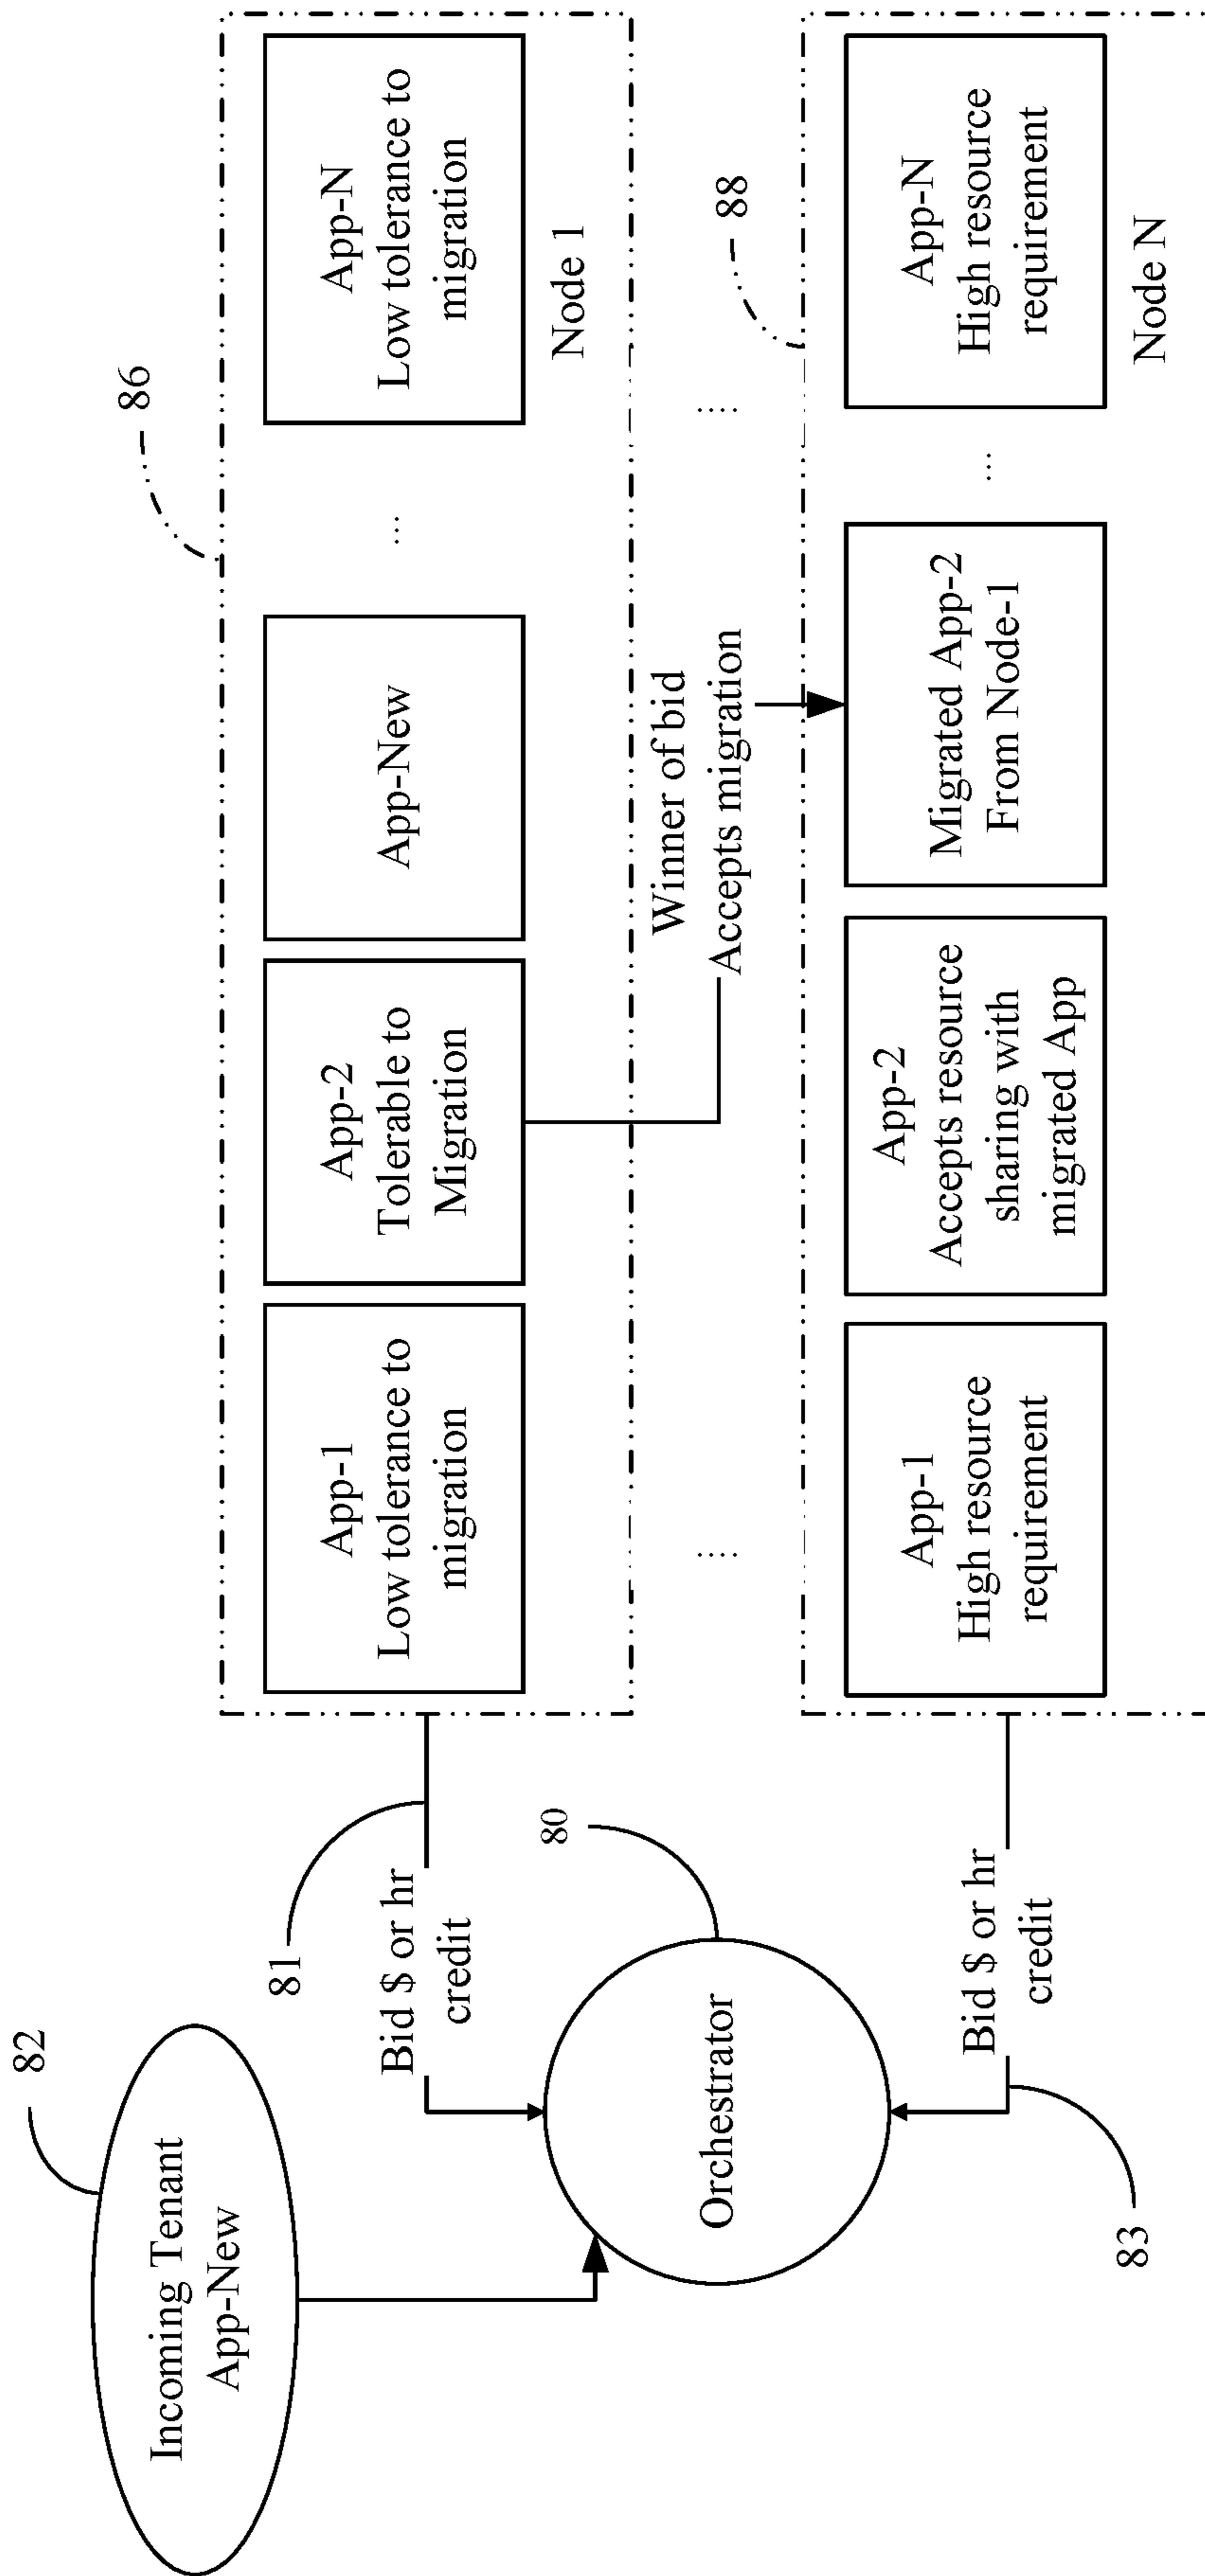 82
Incoming Tenant
App-New
81
Bid $ or hr
credit
80
Orchestrator
Bid $ or hr
credit
83
86
App-1
Low tolerance to
migration
App-2
Tolerable to
Migration
App-New
...
App-N
Low tolerance to
migration
Node 1
....
Winner of bid
Accepts migration
....
88
App-1
High resource
requirement
App-2
Accepts resource
sharing with
migrated App
Migrated App-2
From Node-1
...
App-N
High resource
requirement
Node N